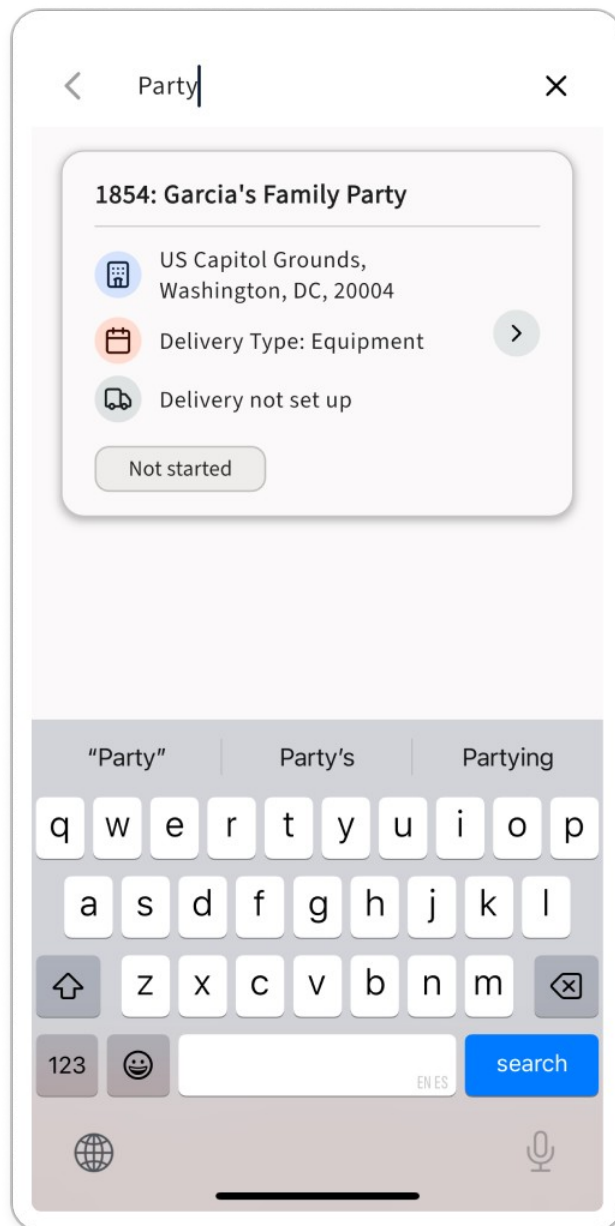 Party
1854: Garcia's Family Party
US Capitol Grounds,
Washington, DC, 20004
Delivery Type: Equipment
Delivery not set up
Not started
“Party” Party’s Partying
q w e r t y u i o p
a s d f g h j k l
z x c v b n m
123 search
EN ES